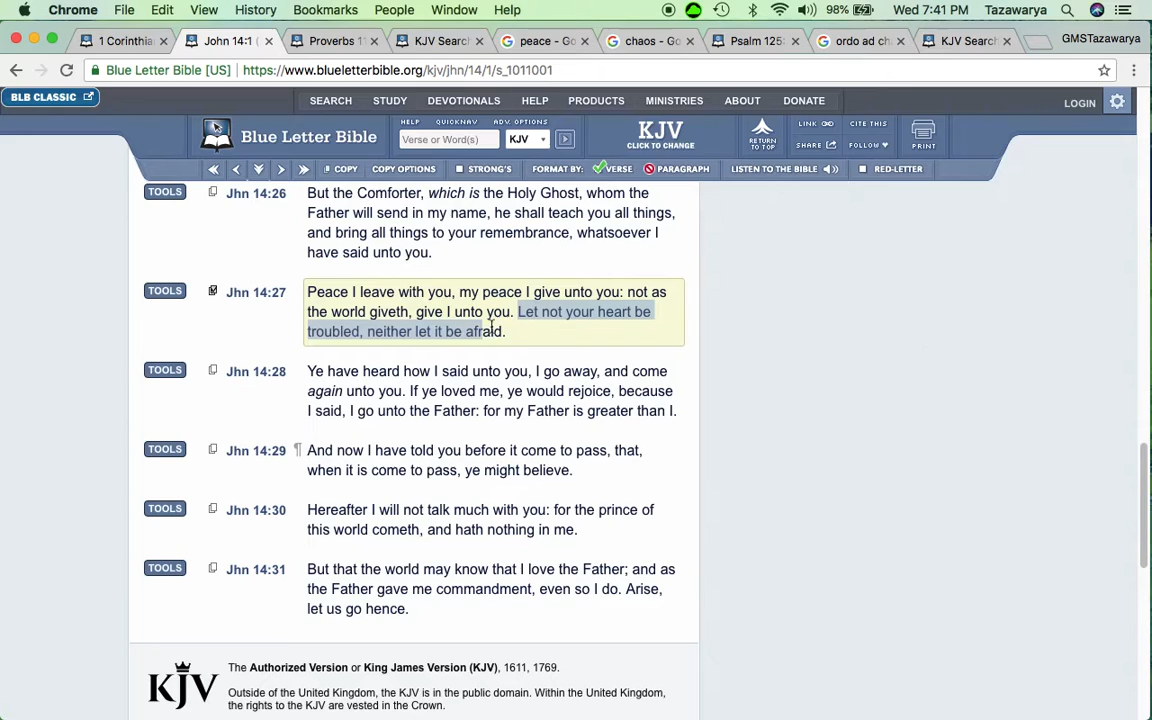 Chrome File Edit View History Bookmarks People Window Help 98% Wed 7:41 PM Tazawarya
1 Corinthian John 14:1 ( Proverbs 1 KJV Search peace - Go chaos - Go Psalm 125: ordo ad ch KJV Search GMSTazawarya
Blue Letter Bible [US] https://www.blueletterbible.org/kjv/jhn/14/1/s_1011001
BLB CLASSIC SEARCH STUDY DEVOTIONALS HELP PRODUCTS MINISTRIES ABOUT DONATE LOGIN
HELP QUICKNAV ADV. OPTIONS
Blue Letter Bible Verse or Word(s) KJV
KJV
CLICK TO CHANGE
RETURN
TO TOP
LINK CITE THIS
SHARE FOLLOW
PRINT
COPY COPY OPTIONS STRONG'S FORMAT BY: VERSE PARAGRAPH LISTEN TO THE BIBLE RED-LETTER
TOOLS Jhn 14:26 But the Comforter, which is the Holy Ghost, whom the
Father will send in my name, he shall teach you all things,
and bring all things to your remembrance, whatsoever I
have said unto you.
TOOLS Jhn 14:27 Peace I leave with you, my peace I give unto you: not as
the world giveth, give I unto you. Let not your heart be
troubled, neither let it be afraid.
TOOLS Jhn 14:28 Ye have heard how I said unto you, I go away, and come
again unto you. If ye loved me, ye would rejoice, because
I said, I go unto the Father: for my Father is greater than I.
TOOLS Jhn 14:29 ¶ And now I have told you before it come to pass, that,
when it is come to pass, ye might believe.
TOOLS Jhn 14:30 Hereafter I will not talk much with you: for the prince of
this world cometh, and hath nothing in me.
TOOLS Jhn 14:31 But that the world may know that I love the Father; and as
the Father gave me commandment, even so I do. Arise,
let us go hence.
KJV
The Authorized Version or King James Version (KJV), 1611, 1769.
Outside of the United Kingdom, the KJV is in the public domain. Within the United Kingdom,
the rights to the KJV are vested in the Crown.